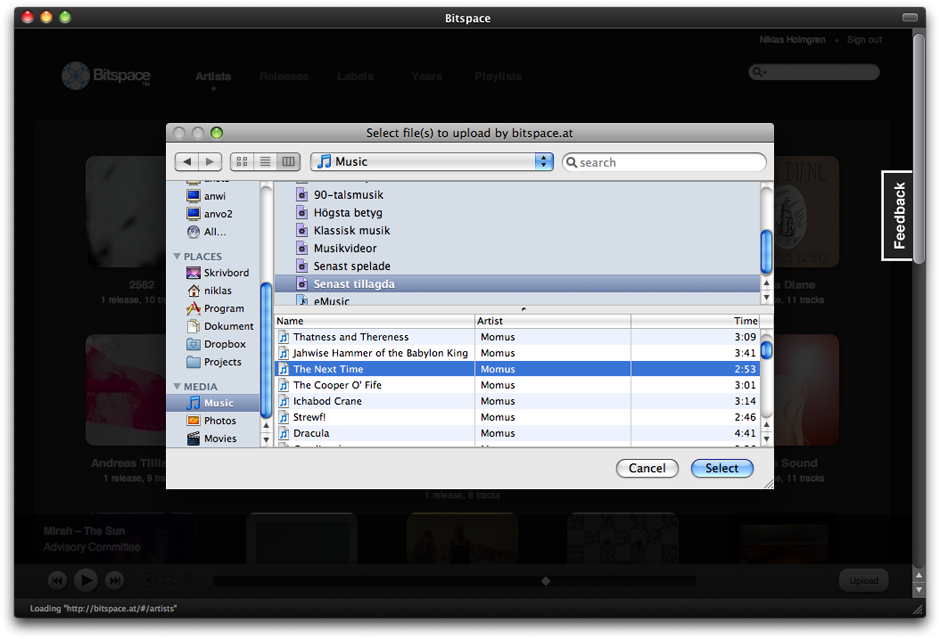 Bitspace
Niklas Holmgren • Sign out
Bitspace™
Artists Releases Labels Years Playlists
Select file(s) to upload by bitspace.at
Music
search
anwi
anvo2
All...
PLACES
Skrivbord
niklas
Program
Dokument
Dropbox
Projects
MEDIA
Music
Photos
Movies
90-talsmusik
Högsta betyg
Klassisk musik
Musikvideor
Senast spelade
Senast tillagda
eMusic
Name Artist Time
Thatness and Thereness Momus 3:09
Jahwise Hammer of the Babylon King Momus 3:41
The Next Time Momus 2:53
The Cooper O' Fife Momus 3:01
Ichabod Crane Momus 3:14
Strewf! Momus 2:46
Dracula Momus 4:41
Cancel Select
Feedback
2562
1 release, 10 tr
a Diane
e, 11 tracks
Andreas Tillia
1 release, 9 tra
s Sound
e, 11 tracks
1 release, 6 tracks
Mirah – The Sun
Advisory Committee
Upload
Loading "http://bitspace.at/#/artists"